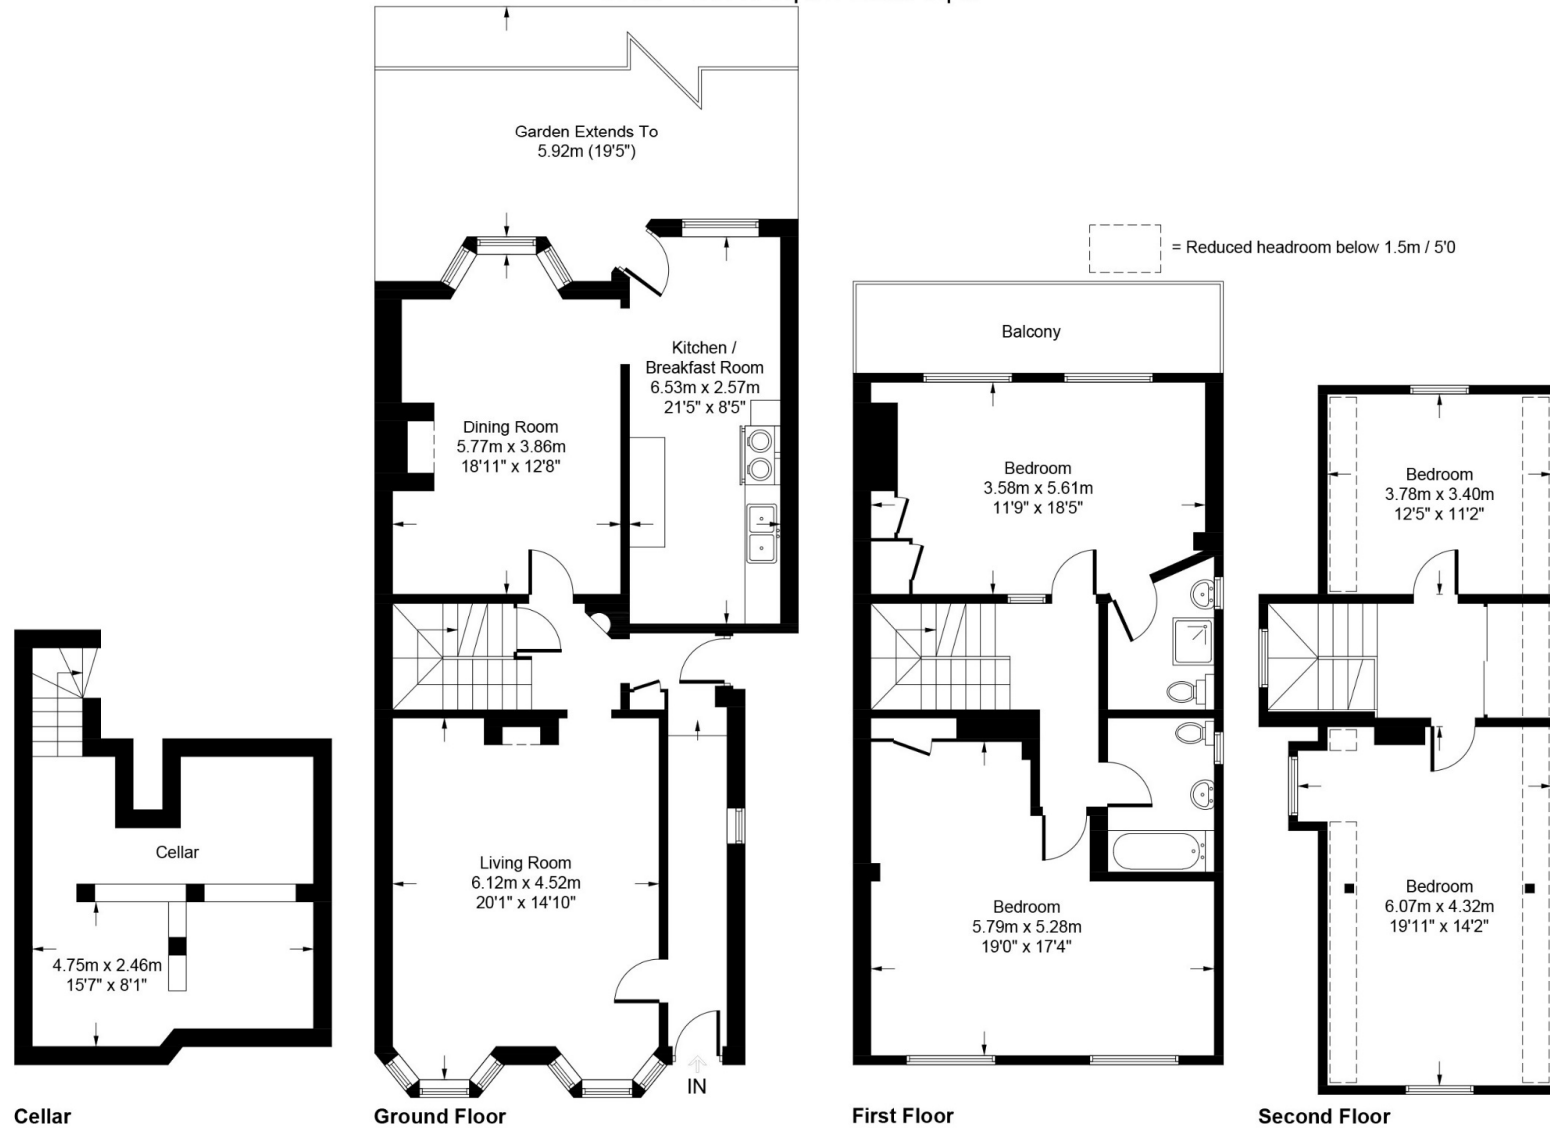 Garden Extends To
5.92m (19'5")
= Reduced headroom below 1.5m / 5'0
Balcony
Kitchen /
Breakfast Room
6.53m x 2.57m
21'5" x 8'5"
Dining Room
5.77m x 3.86m
18'11" x 12'8"
Bedroom
3.58m x 5.61m
11'9" x 18'5"
Bedroom
3.78m x 3.40m
12'5" x 11'2"
Cellar
4.75m x 2.46m
15'7" x 8'1"
Living Room
6.12m x 4.52m
20'1" x 14'10"
Bedroom
5.79m x 5.28m
19'0" x 17'4"
Bedroom
6.07m x 4.32m
19'11" x 14'2"
IN
Cellar
Ground Floor
First Floor
Second Floor